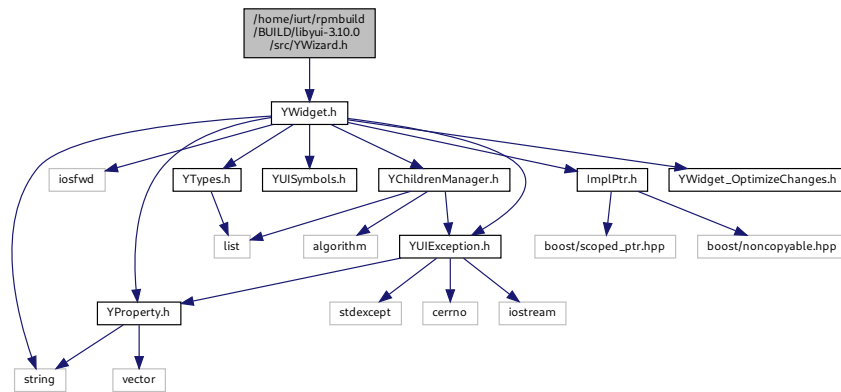 /home/iurt/rpmbuild
/BUILD/libyui-3.10.0
/src/YWizard.h
YWidget.h
iosfwd
YTypes.h
YUISymbols.h
YChildrenManager.h
ImplPtr.h
YWidget_OptimizeChanges.h
list
algorithm
YUIException.h
boost/scoped_ptr.hpp
boost/noncopyable.hpp
YProperty.h
stdexcept
cerrno
iostream
string
vector